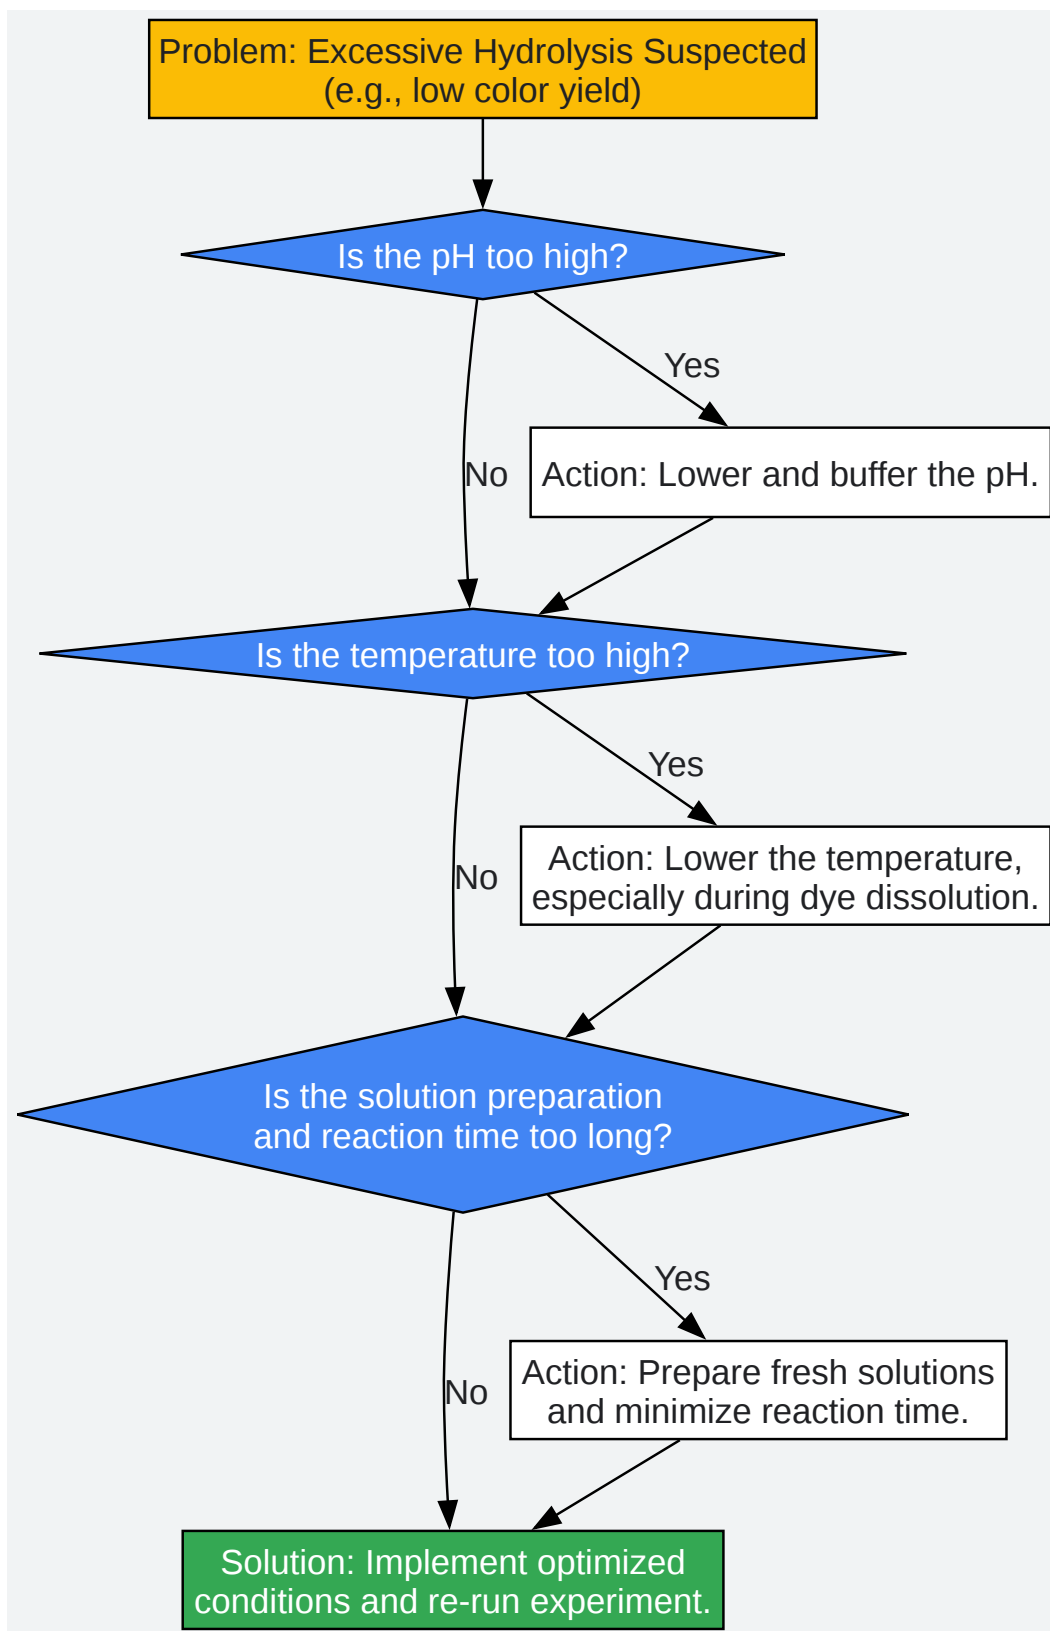 Problem: Excessive Hydrolysis Suspected
(e.g., low color yield)
Is the pH too high?
Yes
No
Action: Lower and buffer the pH.
Is the temperature too high?
Yes
No
Action: Lower the temperature,
especially during dye dissolution.
Is the solution preparation
and reaction time too long?
Yes
No
Action: Prepare fresh solutions
and minimize reaction time.
Solution: Implement optimized
conditions and re-run experiment.